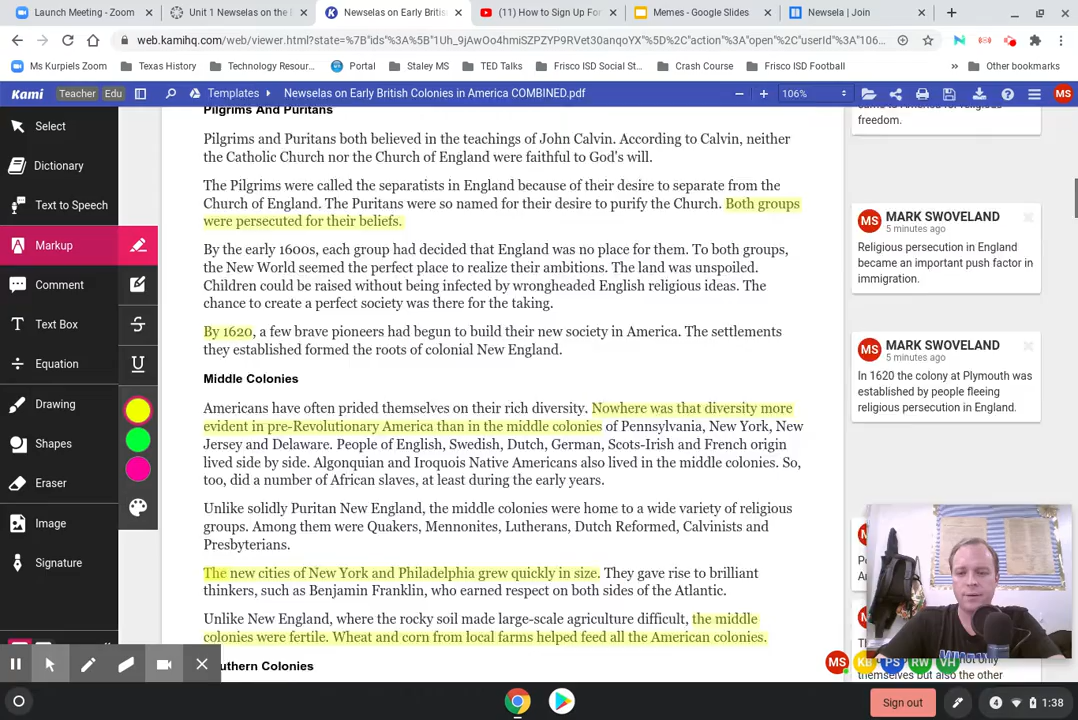 Launch Meeting - Zoom
Unit 1 Newselas on the
Newselas on Early Britis
(11) How to Sign Up For
Memes - Google Slides
Newsela | Join
web.kamihq.com/web/viewer.html?state=%7B"ids"%3A%5B"1Uh_9jAwOo4hmiSZPZYP9RVet30anqoYX"%5D%2C"action"%3A"open"%2C"userId"%3A"106...
Ms Kurpiels Zoom
Texas History
Technology Resour...
Portal
Staley MS
TED Talks
Frisco ISD Social St...
Crash Course
Frisco ISD Football
»
Other bookmarks
Kami
Teacher
Edu
Templates
Newselas on Early British Colonies in America COMBINED.pdf
106%
MS
Select
Dictionary
Text to Speech
Markup
Comment
Text Box
Equation
Drawing
Shapes
Eraser
Image
Signature
Pilgrims And Puritans
Pilgrims and Puritans both believed in the teachings of John Calvin. According to Calvin, neither
the Catholic Church nor the Church of England were faithful to God's will.
The Pilgrims were called the separatists in England because of their desire to separate from the
Church of England. The Puritans were so named for their desire to purify the Church. Both groups
were persecuted for their beliefs.
By the early 1600s, each group had decided that England was no place for them. To both groups,
the New World seemed the perfect place to realize their ambitions. The land was unspoiled.
Children could be raised without being infected by wrongheaded English religious ideas. The
chance to create a perfect society was there for the taking.
By 1620, a few brave pioneers had begun to build their new society in America. The settlements
they established formed the roots of colonial New England.
Middle Colonies
Americans have often prided themselves on their rich diversity. Nowhere was that diversity more
evident in pre-Revolutionary America than in the middle colonies of Pennsylvania, New York, New
Jersey and Delaware. People of English, Swedish, Dutch, German, Scots-Irish and French origin
lived side by side. Algonquian and Iroquois Native Americans also lived in the middle colonies. So,
too, did a number of African slaves, at least during the early years.
Unlike solidly Puritan New England, the middle colonies were home to a wide variety of religious
groups. Among them were Quakers, Mennonites, Lutherans, Dutch Reformed, Calvinists and
Presbyterians.
The new cities of New York and Philadelphia grew quickly in size. They gave rise to brilliant
thinkers, such as Benjamin Franklin, who earned respect on both sides of the Atlantic.
Unlike New England, where the rocky soil made large-scale agriculture difficult, the middle
colonies were fertile. Wheat and corn from local farms helped feed all the American colonies.
uthern Colonies
freedom.
MS
MARK SWOVELAND
5 minutes ago
Religious persecution in England
became an important push factor in
immigration.
MS
MARK SWOVELAND
5 minutes ago
In 1620 the colony at Plymouth was
established by people fleeing
religious persecution in England.
not only
themselves but also the other
MS
KB
PS
RW
VH
Sign out
4
1:38